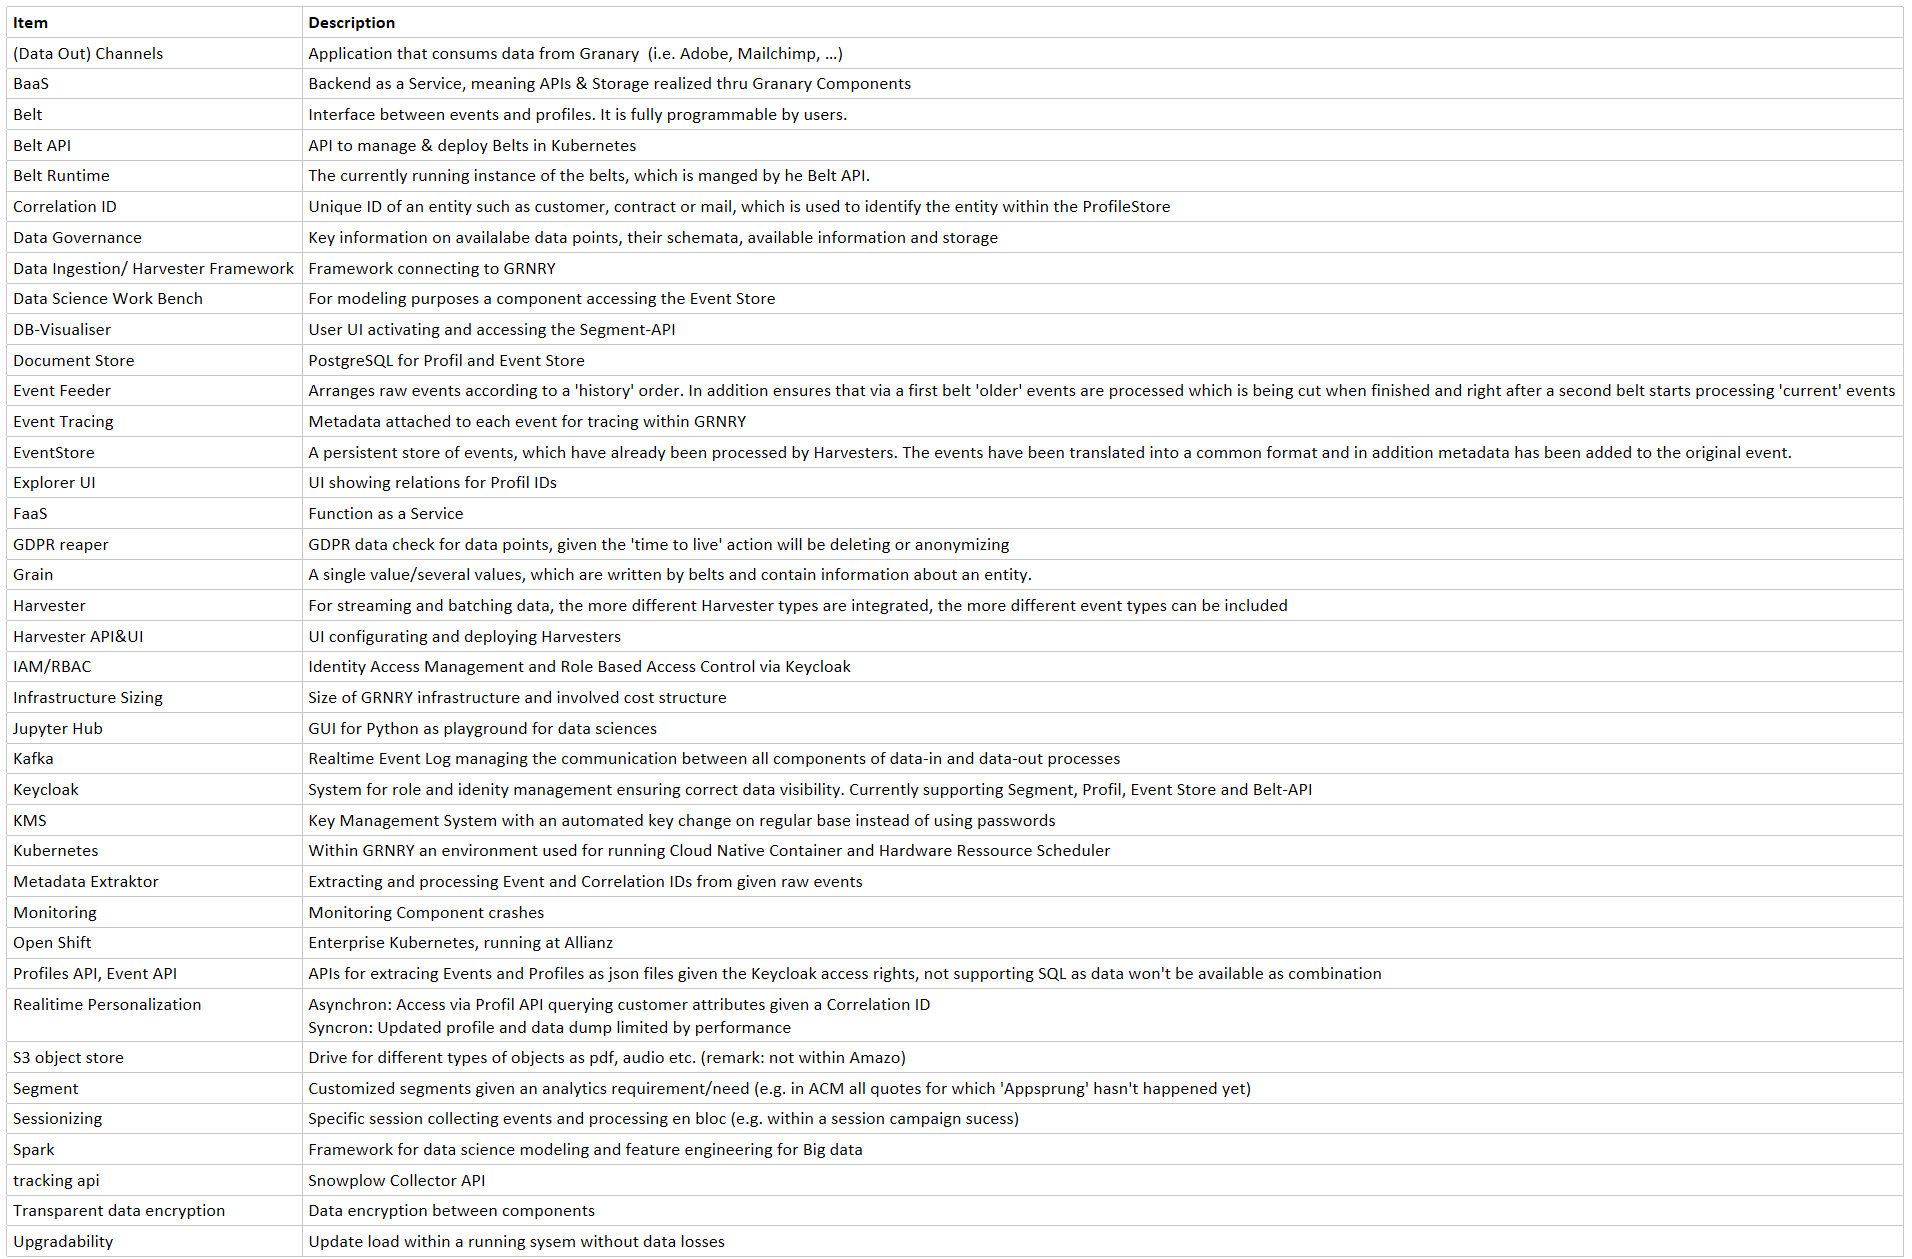 Item Description
(Data Out) Channels Application that consums data from Granary  (i.e. Adobe, Mailchimp, ...)
BaaS Backend as a Service, meaning APIs & Storage realized thru Granary Components
Belt Interface between events and profiles. It is fully programmable by users.
Belt API API to manage & deploy Belts in Kubernetes
Belt Runtime The currently running instance of the belts, which is manged by he Belt API.
Correlation ID Unique ID of an entity such as customer, contract or mail, which is used to identify the entity within the ProfileStore
Data Governance Key information on availalabe data points, their schemata, available information and storage
Data Ingestion/ Harvester Framework Framework connecting to GRNRY
Data Science Work Bench For modeling purposes a component accessing the Event Store
DB-Visualiser User UI activating and accessing the Segment-API
Document Store PostgreSQL for Profil and Event Store
Event Feeder Arranges raw events according to a 'history' order. In addition ensures that via a first belt 'older' events are processed which is being cut when finished and right after a second belt starts processing 'current' events
Event Tracing Metadata attached to each event for tracing within GRNRY
EventStore A persistent store of events, which have already been processed by Harvesters. The events have been translated into a common format and in addition metadata has been added to the original event.
Explorer UI UI showing relations for Profil IDs
FaaS Function as a Service
GDPR reaper GDPR data check for data points, given the 'time to live' action will be deleting or anonymizing
Grain A single value/several values, which are written by belts and contain information about an entity.
Harvester For streaming and batching data, the more different Harvester types are integrated, the more different event types can be included
Harvester API&UI UI configurating and deploying Harvesters
IAM/RBAC Identity Access Management and Role Based Access Control via Keycloak
Infrastructure Sizing Size of GRNRY infrastructure and involved cost structure
Jupyter Hub GUI for Python as playground for data sciences
Kafka Realtime Event Log managing the communication between all components of data-in and data-out processes
Keycloak System for role and idenity management ensuring correct data visibility. Currently supporting Segment, Profil, Event Store and Belt-API
KMS Key Management System with an automated key change on regular base instead of using passwords
Kubernetes Within GRNRY an environment used for running Cloud Native Container and Hardware Ressource Scheduler
Metadata Extraktor Extracting and processing Event and Correlation IDs from given raw events
Monitoring Monitoring Component crashes
Open Shift Enterprise Kubernetes, running at Allianz
Profiles API, Event API APIs for extracing Events and Profiles as json files given the Keycloak access rights, not supporting SQL as data won't be available as combination
Realitime Personalization Asynchron: Access via Profil API querying customer attributes given a Correlation ID
Syncron: Updated profile and data dump limited by performance
S3 object store Drive for different types of objects as pdf, audio etc. (remark: not within Amazo)
Segment Customized segments given an analytics requirement/need (e.g. in ACM all quotes for which 'Appsprung' hasn't happened yet)
Sessionizing Specific session collecting events and processing en bloc (e.g. within a session campaign sucess)
Spark Framework for data science modeling and feature engineering for Big data
tracking api Snowplow Collector API
Transparent data encryption Data encryption between components
Upgradability Update load within a running sysem without data losses